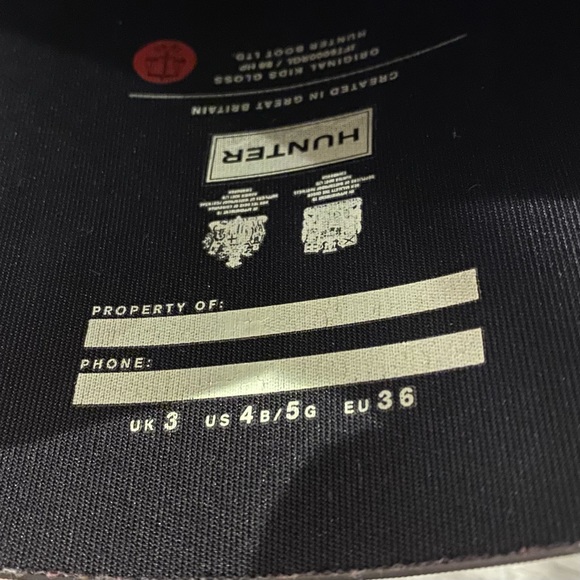 HUNTER
CREATED IN GREAT BRITAIN
ORIGINAL KIDS GLOSS
HUNTER BOOT LTD.
PROPERTY OF:
PHONE:
UK 3 US 4B/5G EU 36